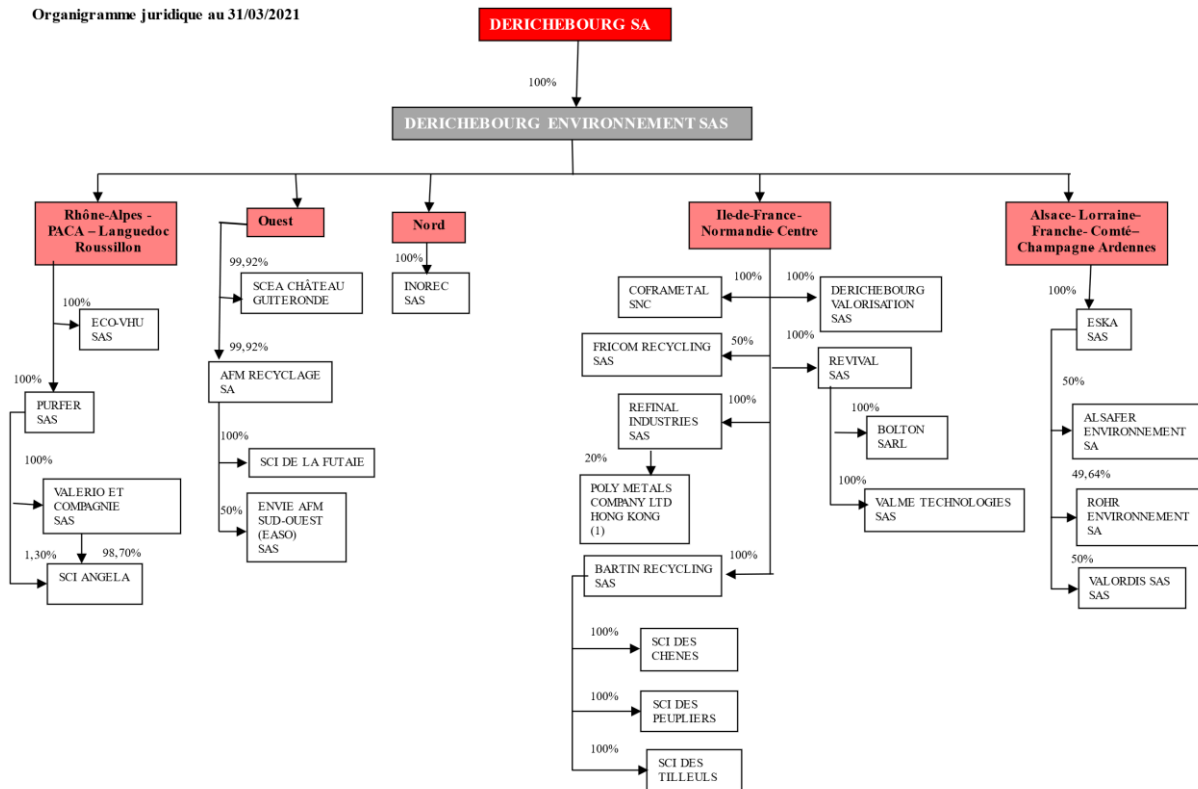 Organigramme juridique au 31/03/2021
DERICHEBOURG SA
100%
DERICHEBOURG ENVIRONNEMENT SAS
Rhône-Alpes -
PACA – Languedoc
Roussillon
100%
ECO-VHU
SAS
100%
PURFER
SAS
100%
VALERIO ET
COMPAGNIE
SAS
1,30%
98,70%
SCI ANGELA
Ouest
99,92%
SCEA CHÂTEAU
GUITERONDE
99,92%
AFM RECYCLAGE
SA
100%
SCI DE LA FUTAIE
50%
ENVIE AFM
SUD-OUEST
(EASO)
SAS
Nord
100%
INOREC
SAS
Ile-de-France-
Normandie-Centre
100%
COFRAMETAL
SNC
100%
DERICHEBOURG
VALORISATION
SAS
50%
FRICOM RECYCLING
SAS
100%
REVIVAL
SAS
100%
REFINAL
INDUSTRIES
SAS
100%
BOLTON
SARL
20%
POLY METALS
COMPANY LTD
HONG KONG
(1)
100%
VALME TECHNOLOGIES
SAS
100%
BARTIN RECYCLING
SAS
100%
SCI DES
CHENES
100%
SCI DES
PEUPLIERS
100%
SCI DES
TILLEULS
Alsace- Lorraine–
Franche- Comté–
Champagne Ardennes
100%
ESKA
SAS
50%
ALSAFER
ENVIRONNEMENT
SA
49,64%
ROHR
ENVIRONNEMENT
SA
50%
VALORDIS SAS
SAS